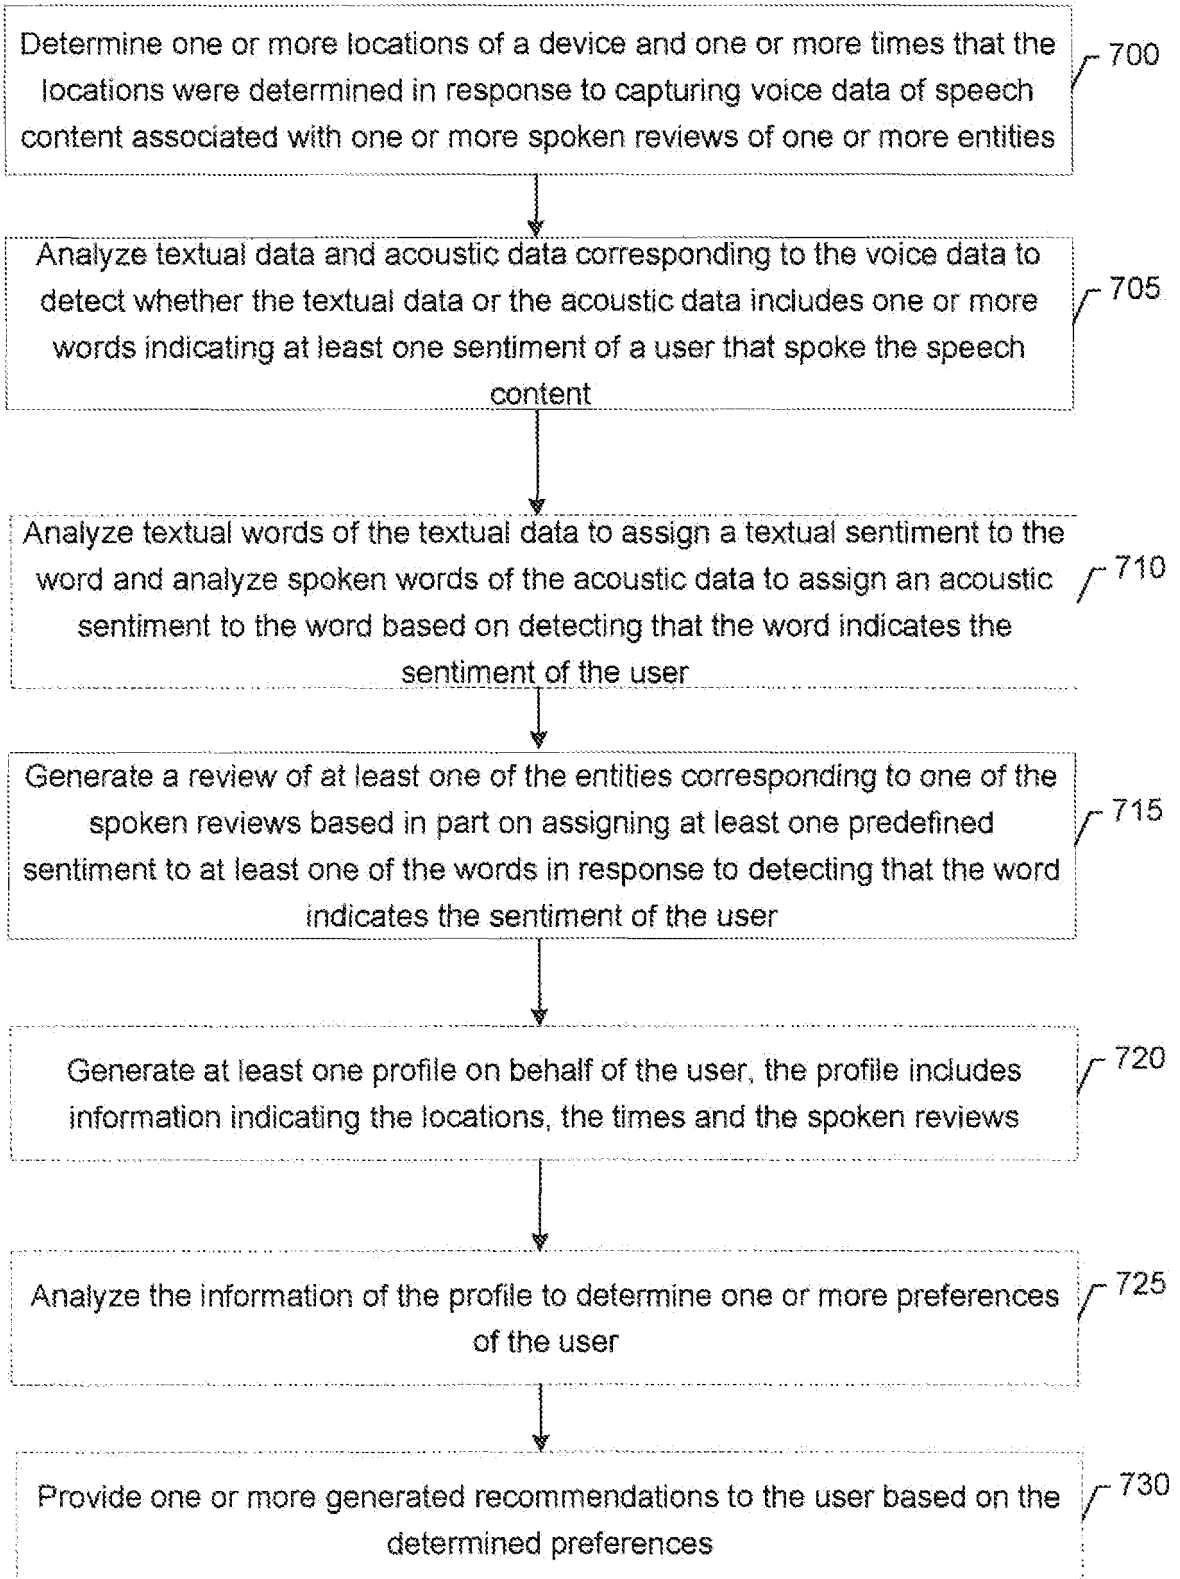 Determine one or more locations of a device and one or more times that the
locations were determined in response to capturing voice data of speech
content associated with one or more spoken reviews of one or more entities
700
Analyze textual data and acoustic data corresponding to the voice data to
detect whether the textual data or the acoustic data includes one or more
words indicating at least one sentiment of a user that spoke the speech
content
705
Analyze textual words of the textual data to assign a textual sentiment to the
word and analyze spoken words of the acoustic data to assign an acoustic
sentiment to the word based on detecting that the word indicates the
sentiment of the user
710
Generate a review of at least one of the entities corresponding to one of the
spoken reviews based in part on assigning at least one predefined
sentiment to at least one of the words in response to detecting that the word
indicates the sentiment of the user
715
Generate at least one profile on behalf of the user, the profile includes
information indicating the locations, the times and the spoken reviews
720
Analyze the information of the profile to determine one or more preferences
of the user
725
Provide one or more generated recommendations to the user based on the
determined preferences
730